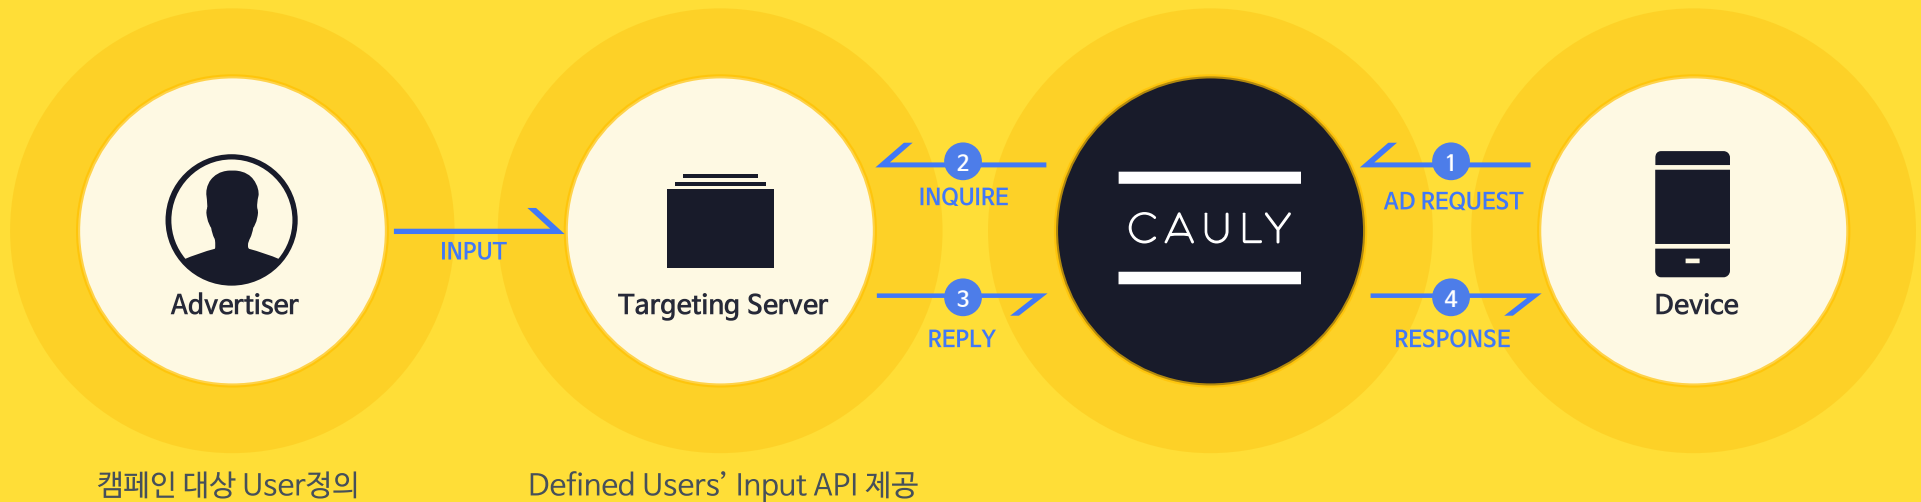 2
1
INQUIRE
AD REQUEST
CAULY
INPUT
Advertiser
Targeting Server
3
4
Device
REPLY
RESPONSE
캠페인 대상 User정의
Defined Users’ Input API 제공